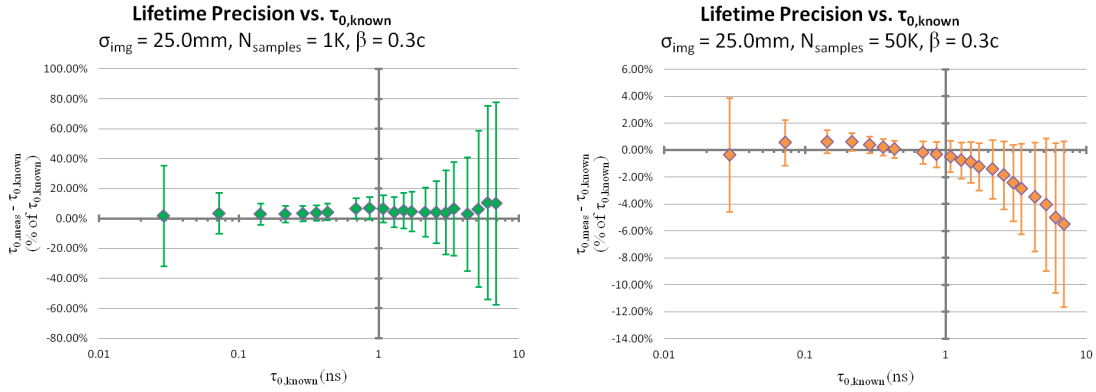 Lifetime Precision vs. τ0,known
σimg = 25.0mm, Nsamples = 1K, β = 0.3c
100.00%
80.00%
60.00%
40.00%
20.00%
0.00%
-20.00%
-40.00%
-60.00%
-80.00%
τ0,meas - τ0,known
(% of τ0,known)
0.01
0.1
1
10
τ0,known (ns)
Lifetime Precision vs. τ0,known
σimg = 25.0mm, Nsamples = 50K, β = 0.3c
6.00%
4.00%
2.00%
0.00%
-2.00%
-4.00%
-6.00%
-8.00%
-10.00%
-12.00%
-14.00%
τ0,meas - τ0,known
(% of τ0,known)
0.01
0.1
1
10
τ0,known (ns)